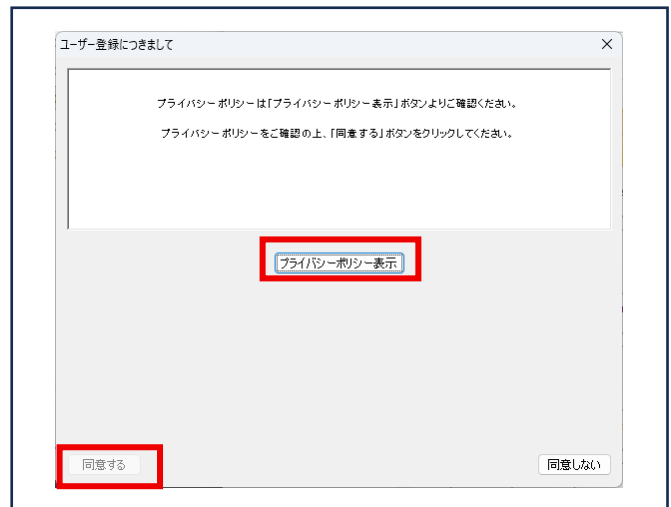 ユーザー登録につきまして
プライバシーポリシーは「プライバシーポリシー表示」ボタンよりご確認ください。
プライバシーポリシーをご確認の上、「同意する」ボタンをクリックしてください。
プライバシーポリシー表示
同意する
同意しない